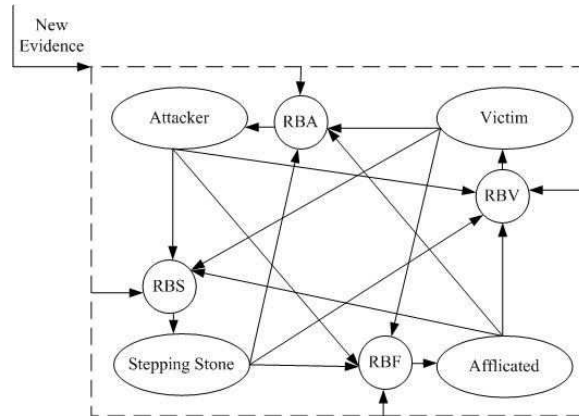 New
Evidence
Attacker
RBA
Victim
RBV
RBS
Stepping Stone
RBF
Afflicated